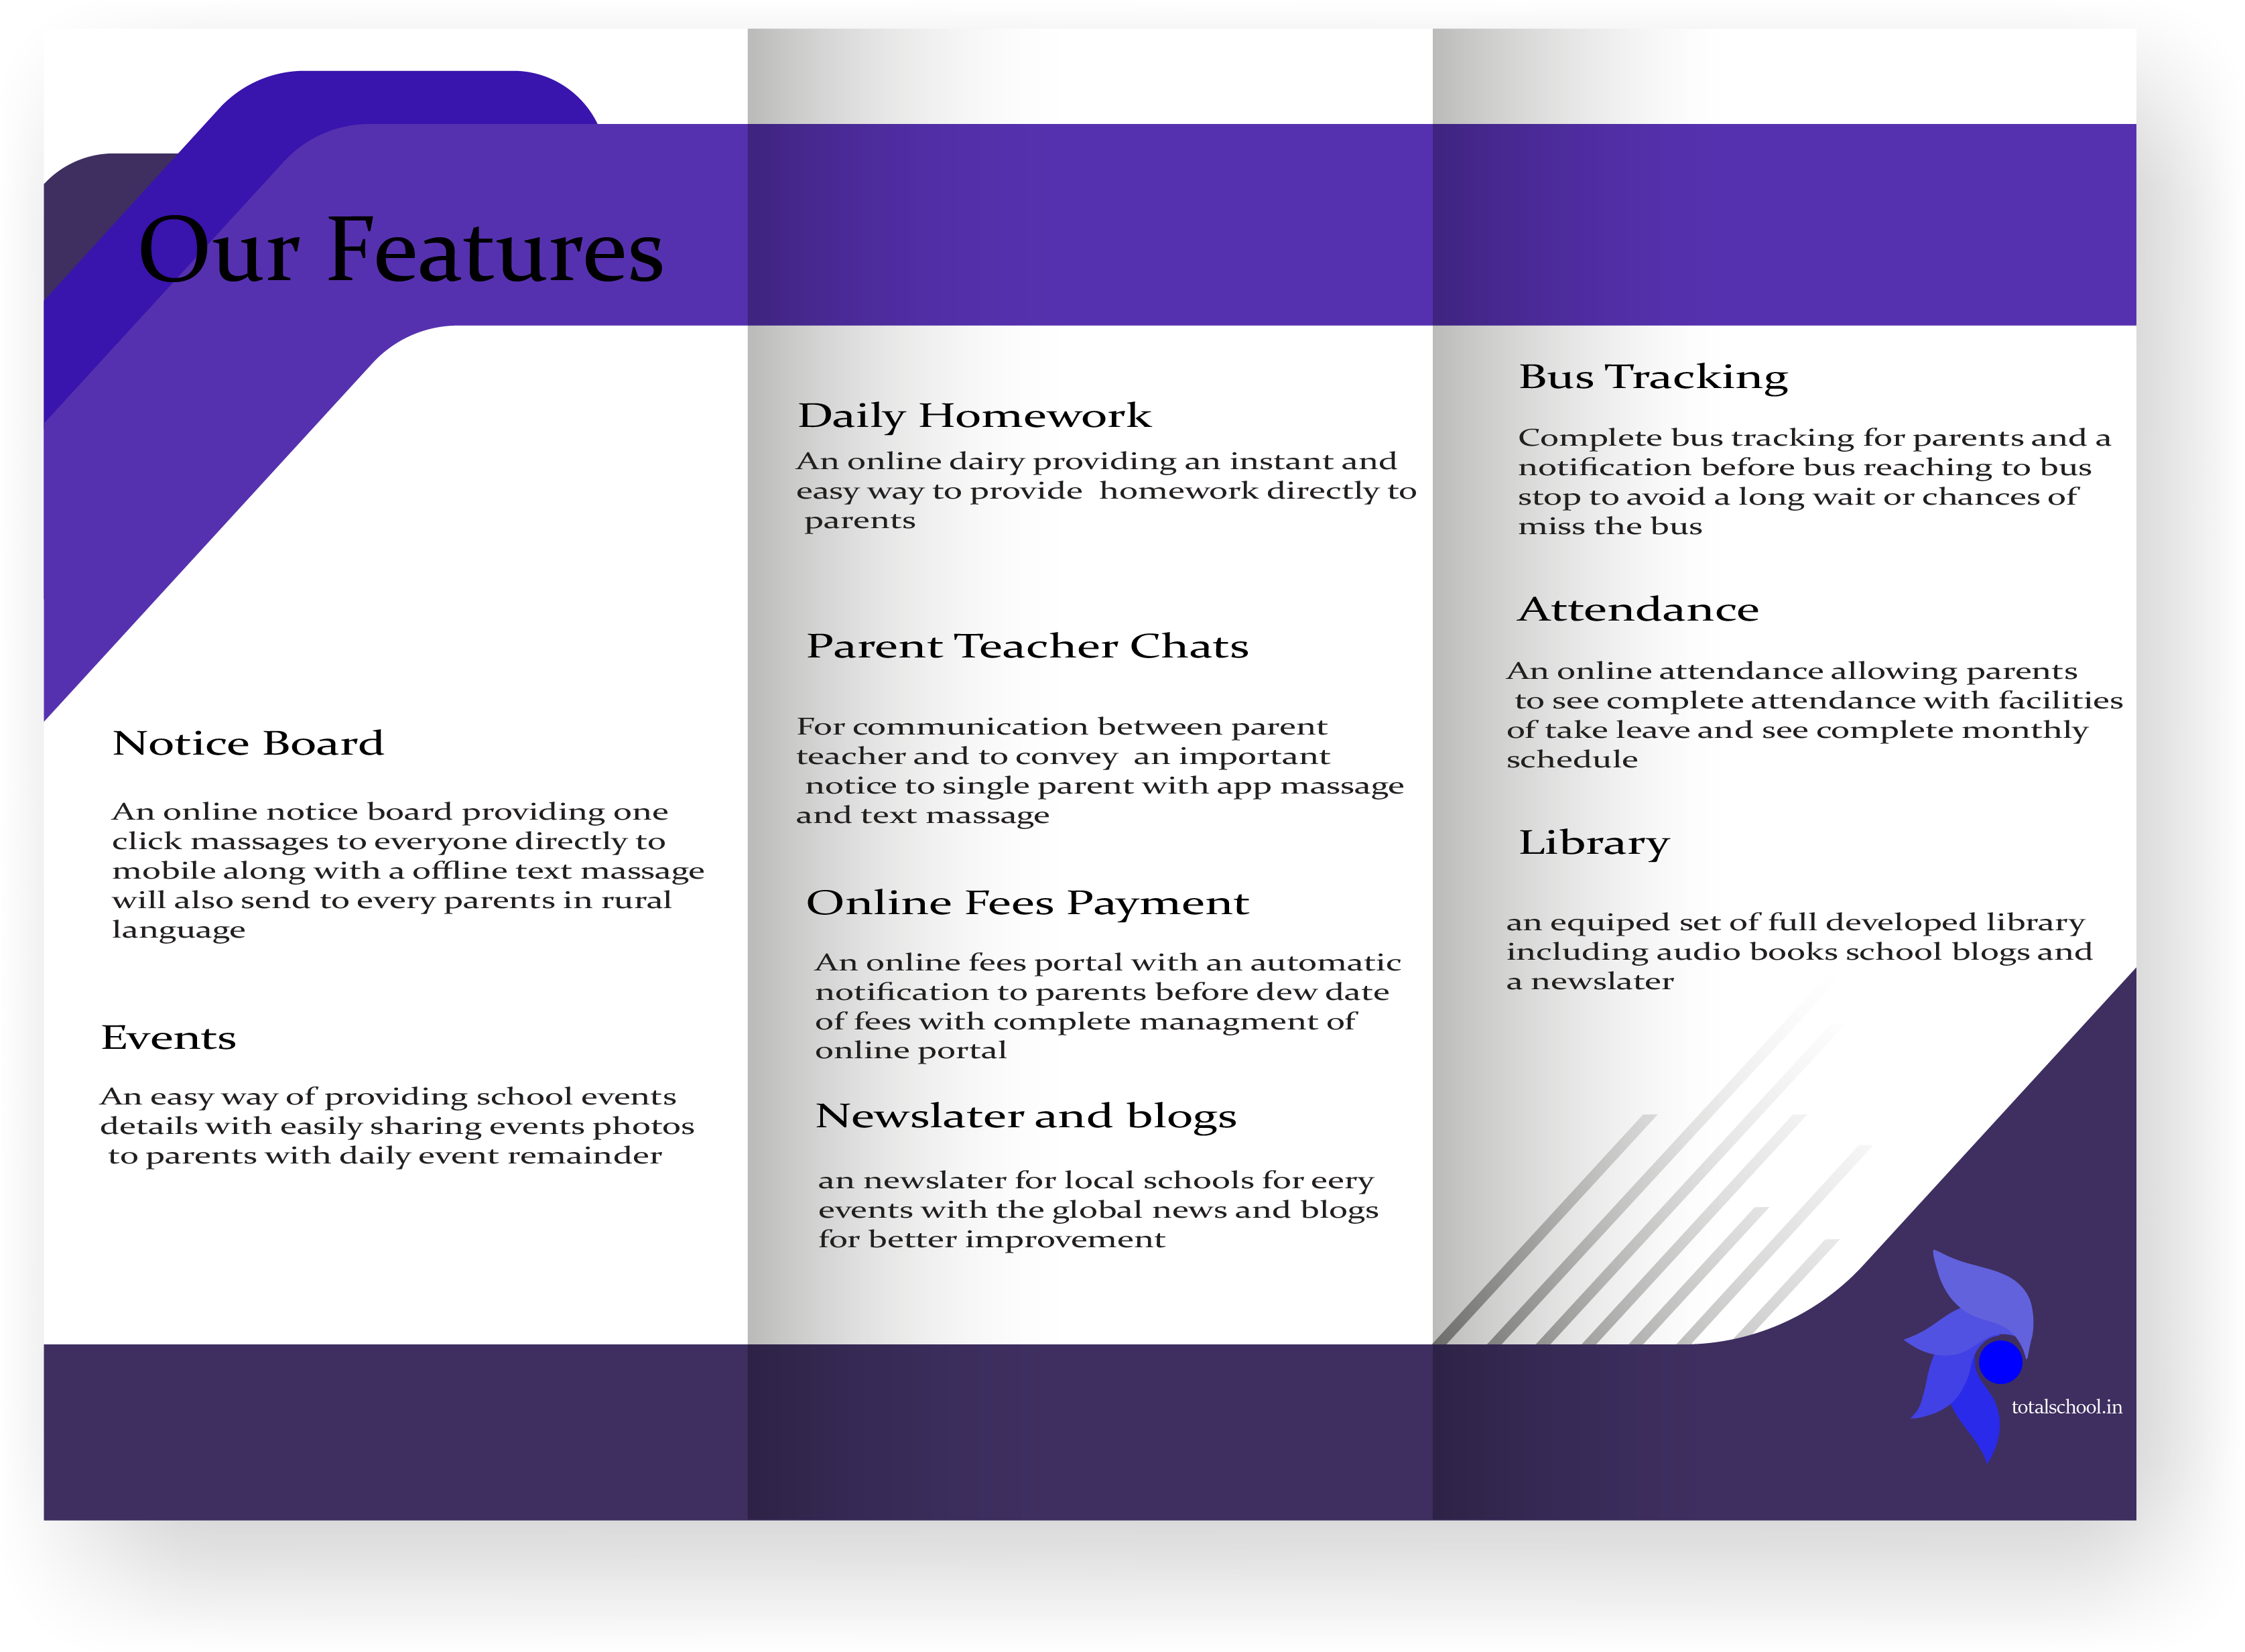 Our Features
Notice Board
An online notice board providing one
click massages to everyone directly to
mobile along with a offline text massage
will also send to every parents in rural
language
Events
An easy way of providing school events
details with easily sharing events photos
to parents with daily event remainder
Daily Homework
An online dairy providing an instant and
easy way to provide homework directly to
parents
Parent Teacher Chats
For communication between parent
teacher and to convey an important
notice to single parent with app massage
and text massage
Online Fees Payment
An online fees portal with an automatic
notification to parents before dew date
of fees with complete managment of
online portal
Newslater and blogs
an newslater for local schools for eery
events with the global news and blogs
for better improvement
Bus Tracking
Complete bus tracking for parents and a
notification before bus reaching to bus
stop to avoid a long wait or chances of
miss the bus
Attendance
An online attendance allowing parents
to see complete attendance with facilities
of take leave and see complete monthly
schedule
Library
an equiped set of full developed library
including audio books school blogs and
a newslater
totalschool.in